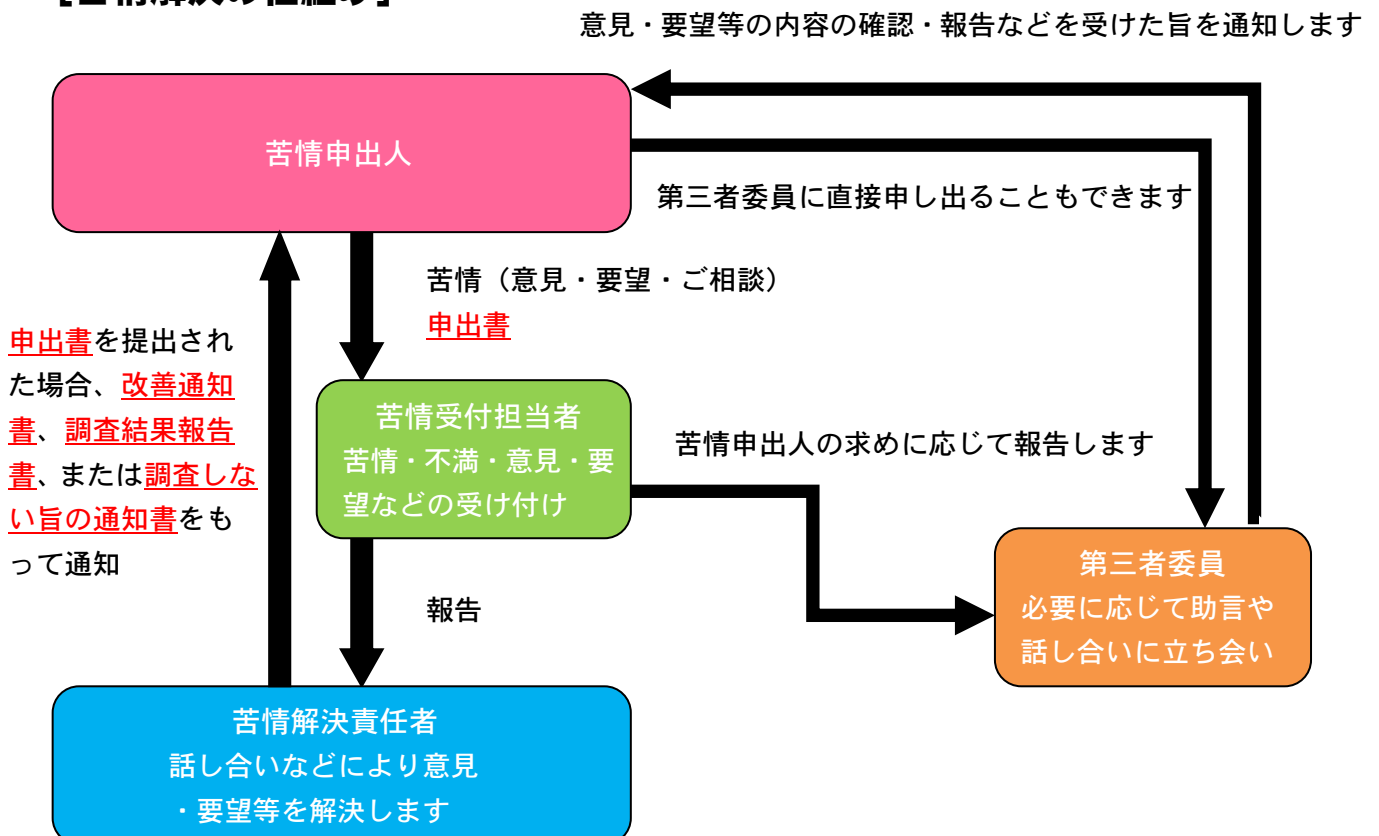 ［苦情解決の仕組み］
意見・要望等の内容の確認・報告などを受けた旨を通知します
苦情申出人
第三者委員に直接申し出ることもできます
苦情（意見・要望・ご相談）
申出書
申出書を提出され
た場合、改善通知
書、調査結果報告
書、または調査しな
い旨の通知書をも
って通知
苦情受付担当者
苦情・不満・意見・要
望などの受け付け
苦情申出人の求めに応じて報告します
第三者委員
必要に応じて助言や
話し合いに立ち会い
報告
苦情解決責任者
話し合いなどにより意見
・要望等を解決します